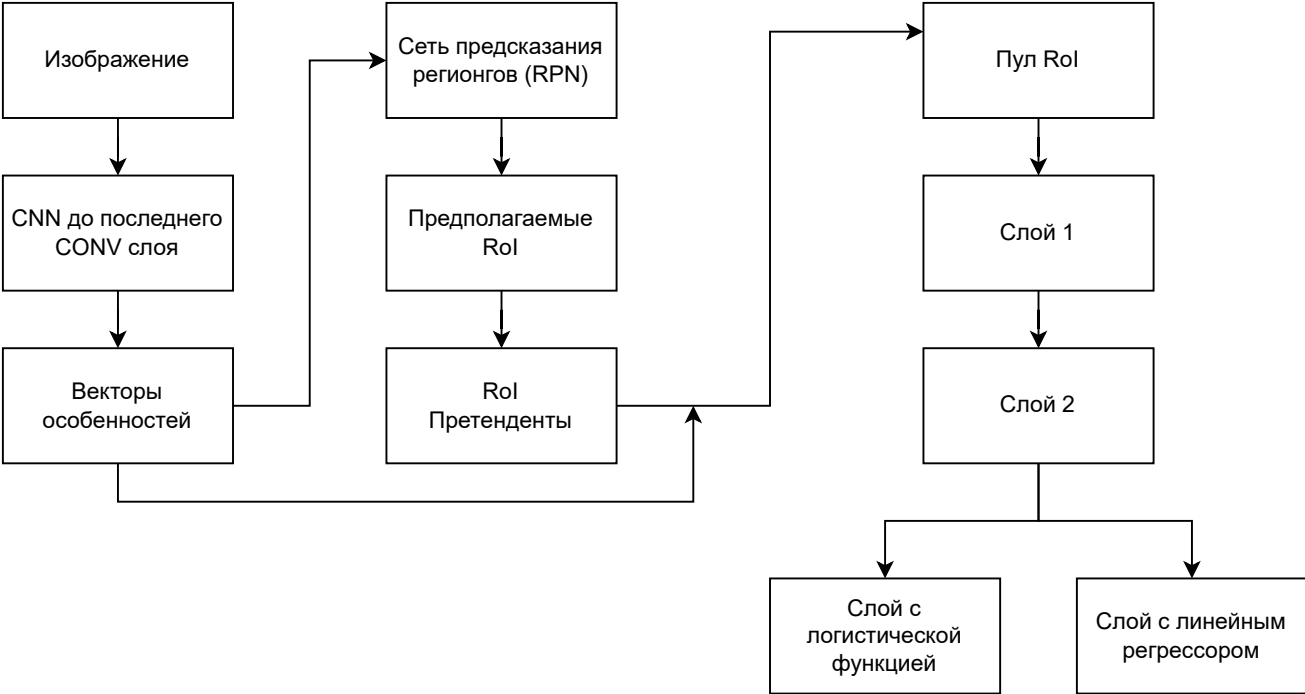 Изображение
CNN до последнего
CONV слоя
Векторы
особенностей
Сеть предсказания
регионгов (RPN)
Предполагаемые
RoI
RoI
Претенденты
Пул RoI
Слой 1
Слой 2
Слой с
логистической
функцией
Слой с линейным
регрессором